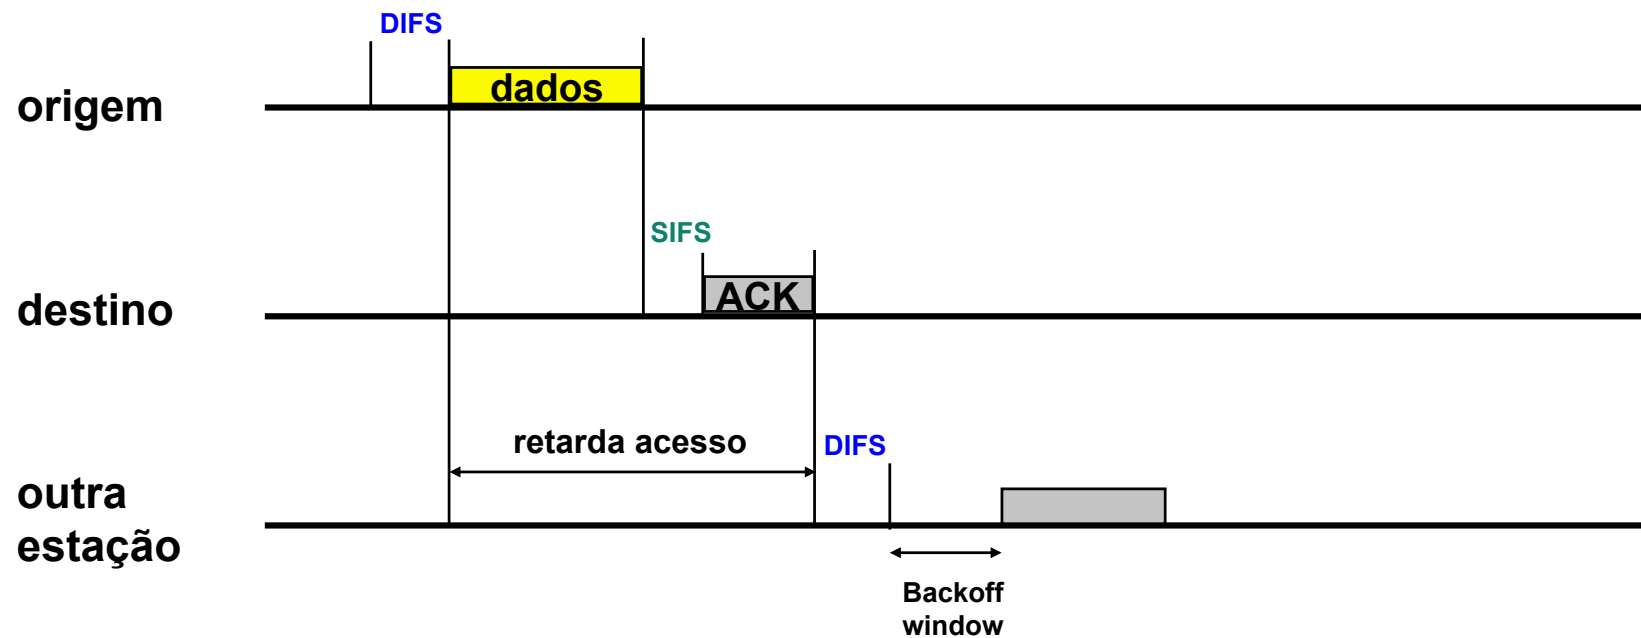 DIFS
dados
origem
SIFS
ACK
destino
retarda acesso
DIFS
outra
estação
Backoff
window